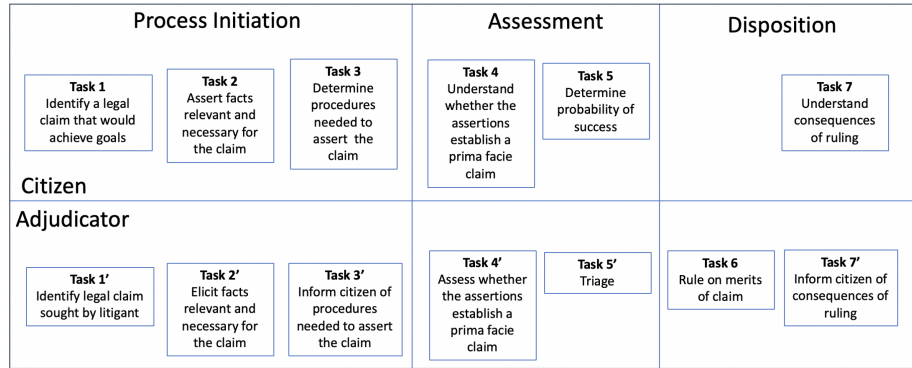 Process Initiation
Assessment
Disposition
Task 1
Identify a legal
claim that would
achieve goals
Task 2
Assert facts
relevant and
necessary for
the claim
Task 3
Determine
procedures
needed to
assert the
claim
Task 4
Understand
whether the
assertions
establish a
prima facie
claim
Task 5
Determine
probability of
success
Task 7
Understand
consequences
of ruling
Citizen
Adjudicator
Task 1’
Identify legal claim
sought by litigant
Task 2’
Elicit facts
relevant and
necessary for the
claim
Task 3’
Inform citizen of
procedures
needed to assert
the claim
Task 4’
Assess whether
the assertions
establish a
prima facie
claim
Task 5’
Triage
Task 6
Rule on merits
of claim
Task 7’
Inform citizen of
consequences of
ruling